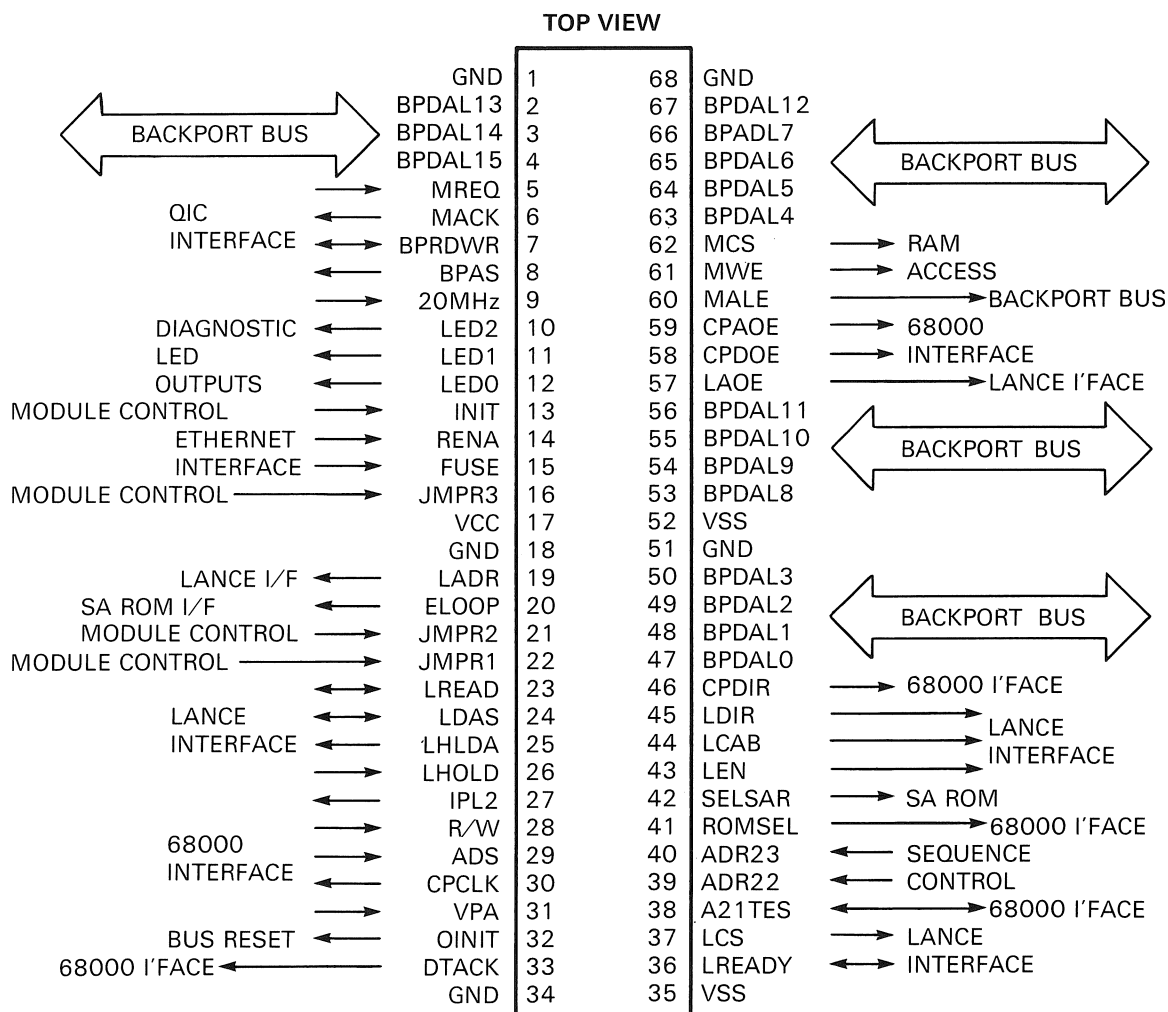 TOP VIEW
GND 1 68 GND
BPDAL13 2 67 BPDAL12
BACKPORT BUS BPDAL14 3 66 BPADL7
BPDAL15 4 65 BPDAL6 BACKPORT BUS
MREQ 5 64 BPDAL5
QIC MACK 6 63 BPDAL4
INTERFACE BPRDWR 7 62 MCS RAM
BPAS 8 61 MWE ACCESS
20MHz 9 60 MALE BACKPORT BUS
DIAGNOSTIC LED2 10 59 CPAOE 68000
LED LED1 11 58 CPDOE INTERFACE
OUTPUTS LED0 12 57 LAOE LANCE I'FACE
MODULE CONTROL INIT 13 56 BPDAL11
ETHERNET RENA 14 55 BPDAL10 BACKPORT BUS
INTERFACE FUSE 15 54 BPDAL9
MODULE CONTROL JMPR3 16 53 BPDAL8
VCC 17 52 VSS
GND 18 51 GND
LANCE I/F LADR 19 50 BPDAL3
SA ROM I/F ELOOP 20 49 BPDAL2 BACKPORT BUS
MODULE CONTROL JMPR2 21 48 BPDAL1
MODULE CONTROL JMPR1 22 47 BPDAL0
LREAD 23 46 CPDIR 68000 I'FACE
LANCE LDAS 24 45 LDIR LANCE
INTERFACE LHLDA 25 44 LCAB INTERFACE
LHOLD 26 43 LEN
IPL2 27 42 SELSAR SA ROM
68000 R/W 28 41 ROMSEL 68000 I'FACE
INTERFACE ADS 29 40 ADR23 SEQUENCE
CPCLK 30 39 ADR22 CONTROL
VPA 31 38 A21TES 68000 I'FACE
BUS RESET OINIT 32 37 LCS LANCE
68000 I'FACE DTACK 33 36 LREADY INTERFACE
GND 34 35 VSS